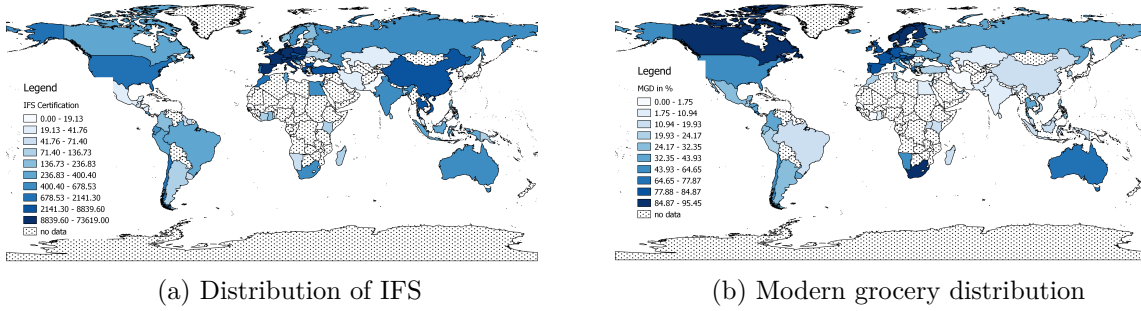 Legend
IFS Certification
0.00 - 19.13
19.13 - 41.76
41.76 - 71.40
71.40 - 136.73
136.73 - 236.83
236.83 - 400.40
400.40 - 678.53
678.53 - 2141.30
2141.30 - 8839.60
8839.60 - 73619.00
no data
(a) Distribution of IFS
Legend
MGD in %
0.00 - 1.75
1.75 - 10.94
10.94 - 19.93
19.93 - 24.17
24.17 - 32.35
32.35 - 43.93
43.93 - 64.65
64.65 - 77.87
77.88 - 84.87
84.87 - 95.45
no data
(b) Modern grocery distribution